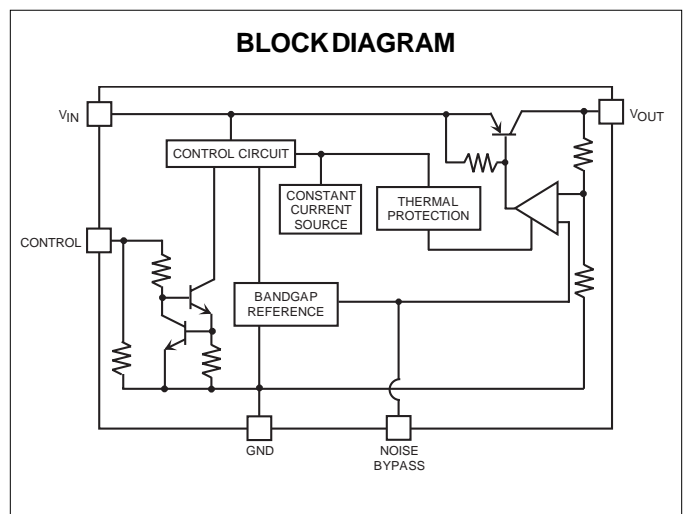 BLOCK DIAGRAM
VIN
VOUT
CONTROL CIRCUIT
CONSTANT
CURRENT
SOURCE
THERMAL
PROTECTION
CONTROL
BANDGAP
REFERENCE
GND
NOISE
BYPASS